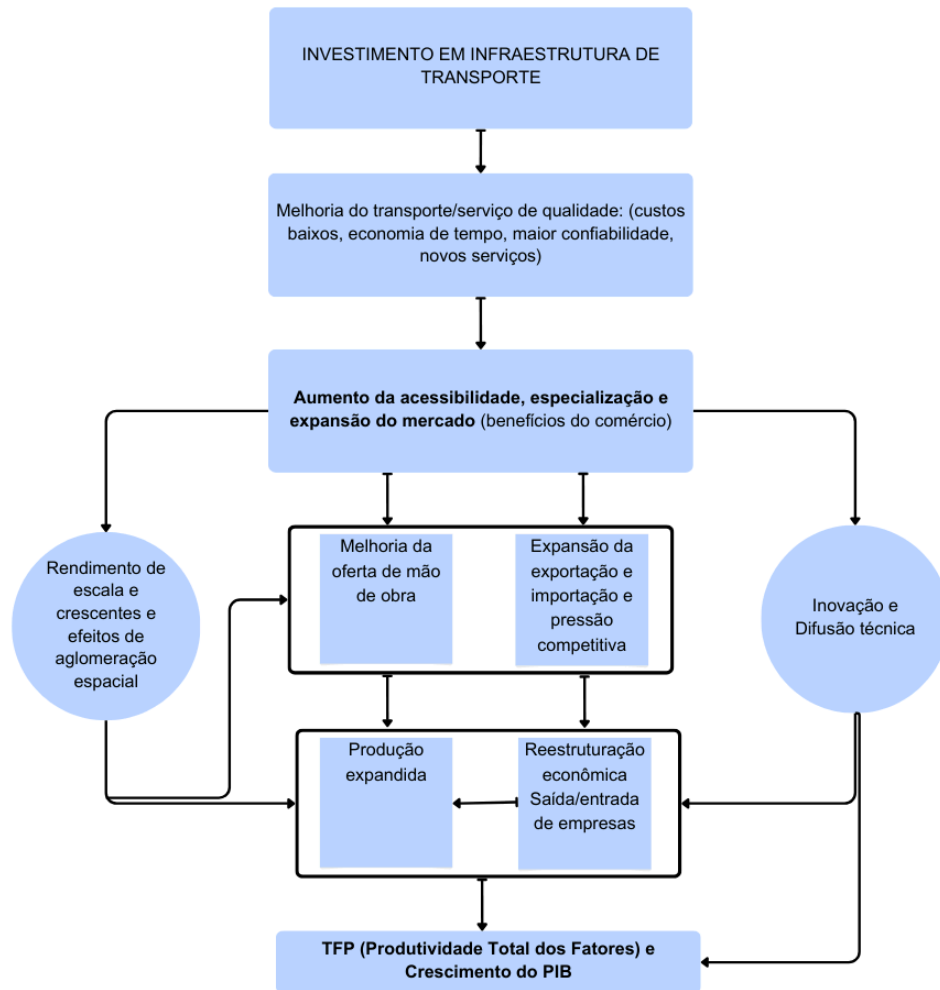 INVESTIMENTO EM INFRAESTRUTURA DE
TRANSPORTE
Melhoria do transporte/serviço de qualidade: (custos
baixos, economia de tempo, maior confiabilidade,
novos serviços)
Aumento da acessibilidade, especialização e
expansão do mercado (benefícios do comércio)
Rendimento de
escala e
crescentes e
efeitos de
aglomeração
espacial
Melhoria da
oferta de mão
de obra
Expansão da
exportação e
importação e
pressão
competitiva
Inovação e
Difusão técnica
Produção
expandida
Reestruturação
econômica
Saída/entrada
de empresas
TFP (Produtividade Total dos Fatores) e
Crescimento do PIB